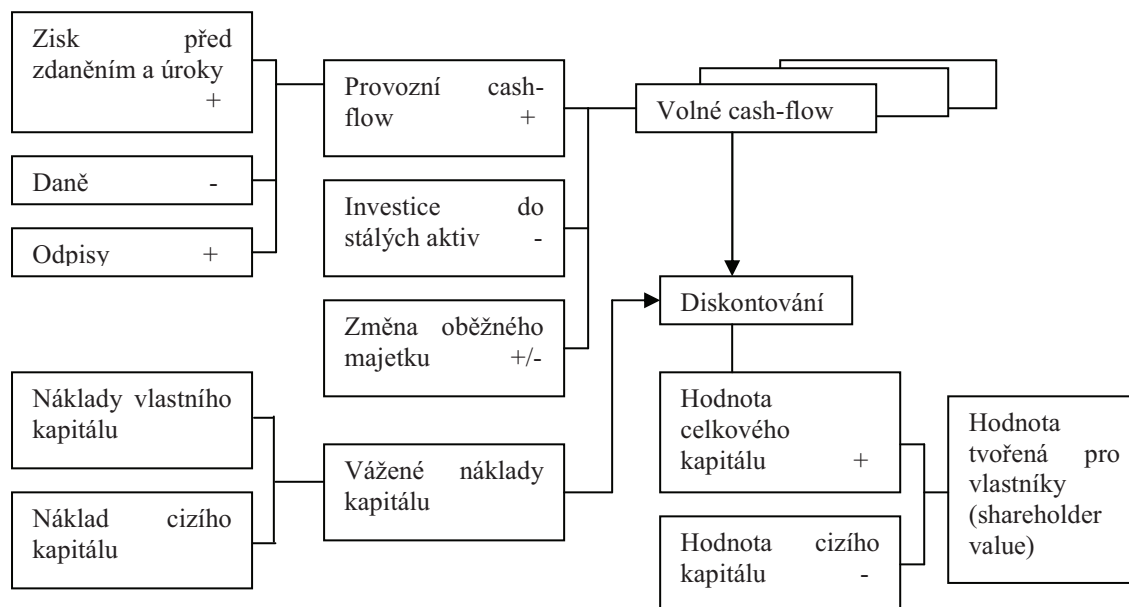 Zisk před
zdaněním a úroky
+
Daně -
Odpisy +
Provozní cash-
flow +
Investice do
stálých aktiv -
Změna oběžného
majetku +/-
Volné cash-flow
Diskontování
Náklady vlastního
kapitálu
Náklad cizího
kapitálu
Vážené náklady
kapitálu
Hodnota
celkového
kapitálu +
Hodnota cizího
kapitálu -
Hodnota
tvořená pro
vlastníky
(shareholder
value)